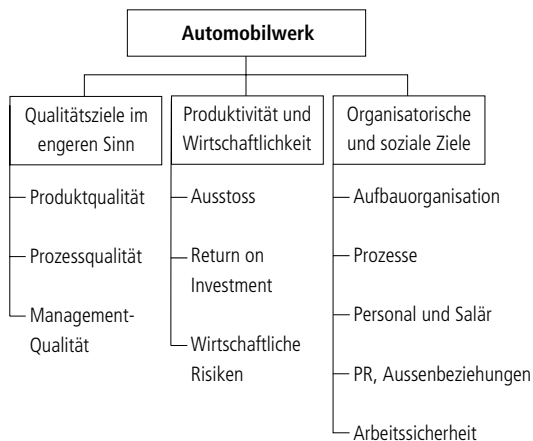 Automobilwerk
Qualitätsziele im
engeren Sinn
Produktqualität
Prozessqualität
Management-
Qualität
Produktivität und
Wirtschaftlichkeit
Ausstoss
Return on
Investment
Wirtschaftliche
Risiken
Organisatorische
und soziale Ziele
Aufbauorganisation
Prozesse
Personal und Salär
PR, Aussenbeziehungen
Arbeitssicherheit